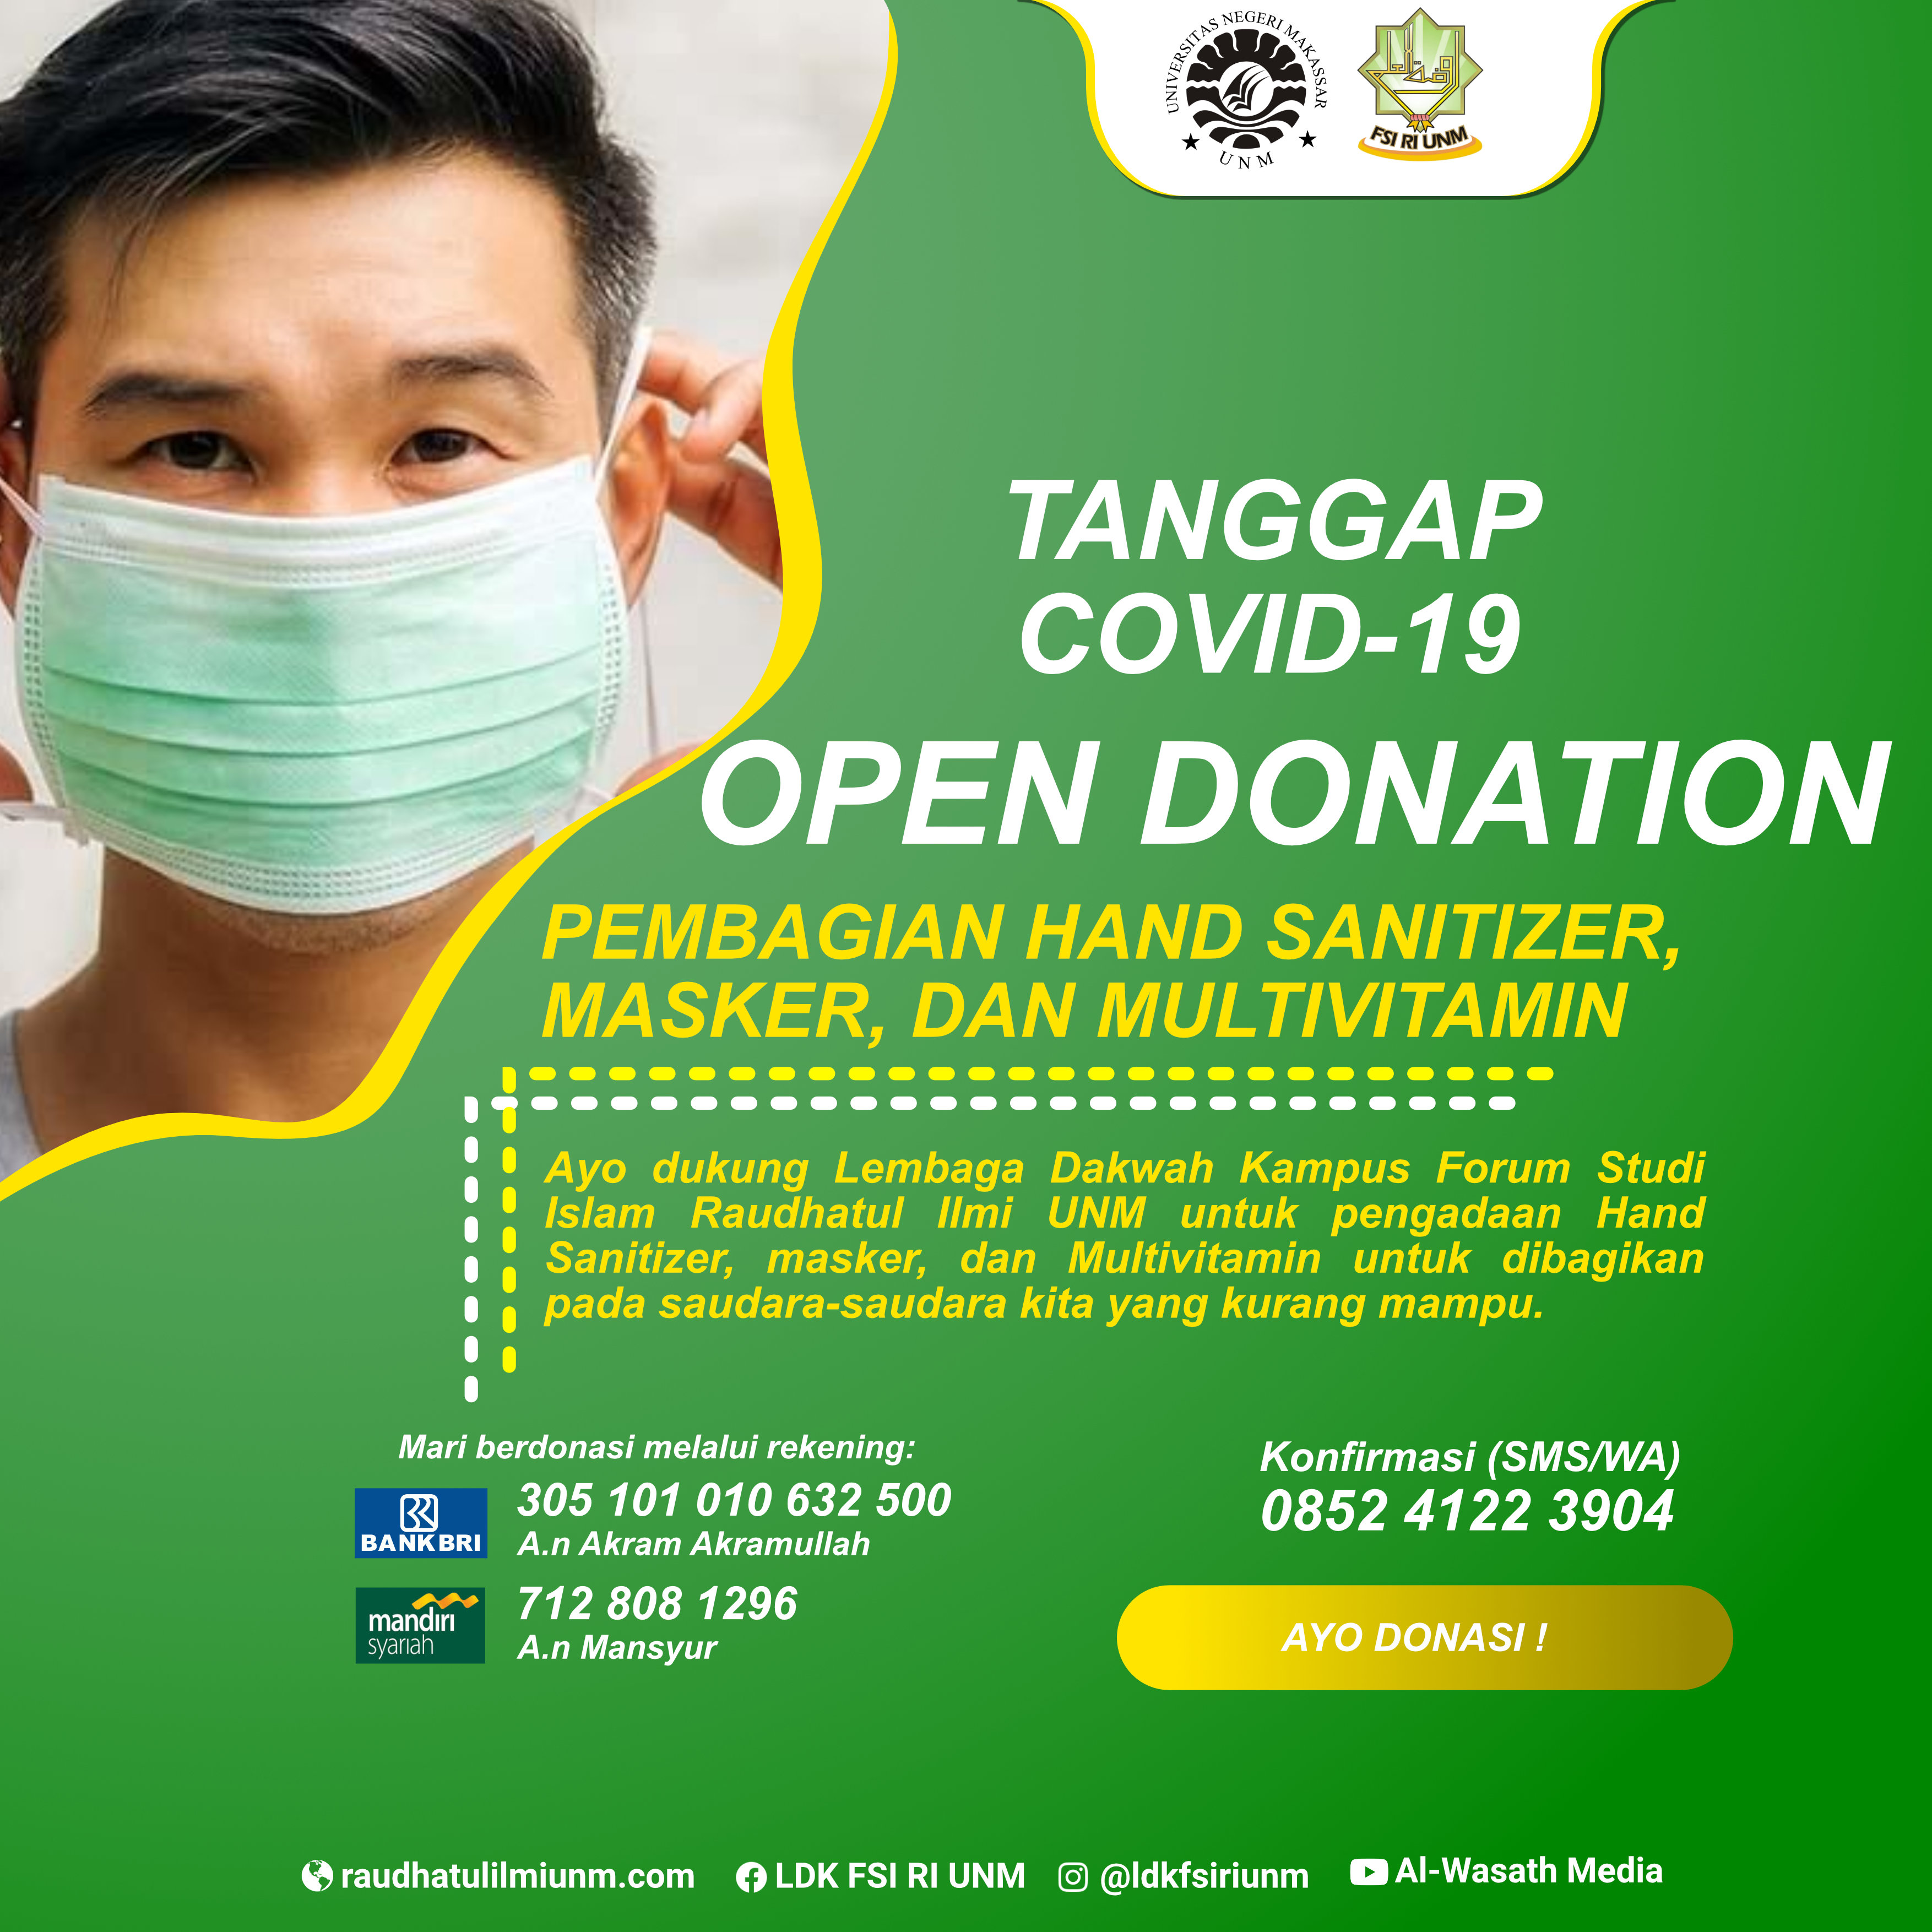 UNIVERSITAS NEGERI MAKASSAR
UNM
FSI RI UNM
TANGGAP
COVID-19
OPEN DONATION
PEMBAGIAN HAND SANITIZER,
MASKER, DAN MULTIVITAMIN
Ayo dukung Lembaga Dakwah Kampus Forum Studi
Islam Raudhatul Ilmi UNM untuk pengadaan Hand
Sanitizer, masker, dan Multivitamin untuk dibagikan
pada saudara-saudara kita yang kurang mampu.
Mari berdonasi melalui rekening:
BANK BRI
305 101 010 632 500
A.n Akram Akramullah
mandiri
syariah
712 808 1296
A.n Mansyur
Konfirmasi (SMS/WA)
0852 4122 3904
AYO DONASI !
raudhatulilmiunm.com
LDK FSI RI UNM
@ldkfsiriunm
Al-Wasath Media